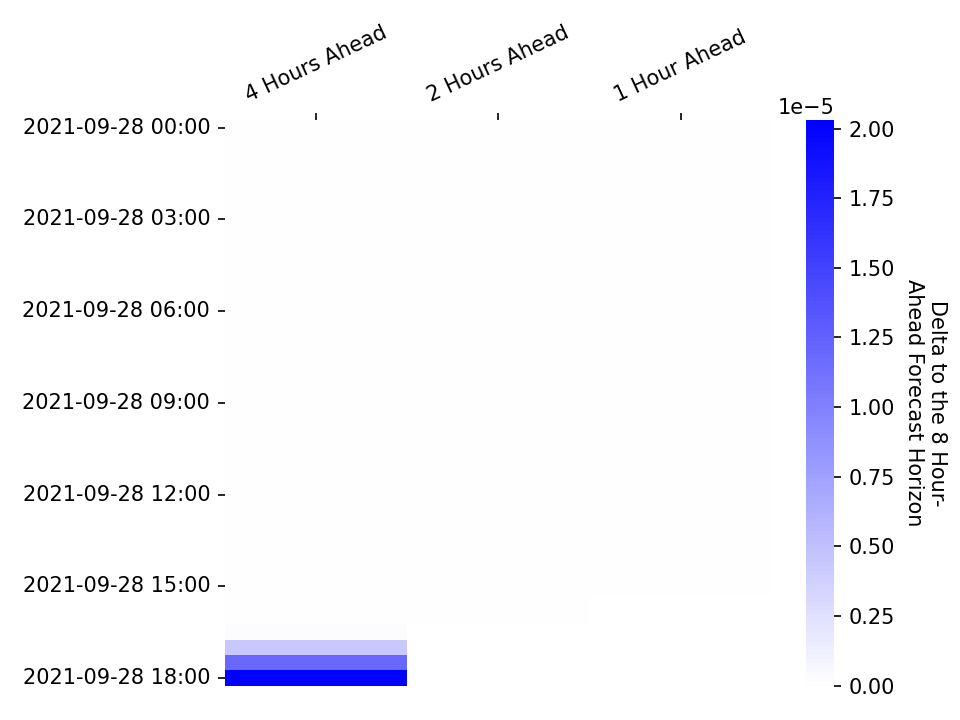 4 Hours Ahead
2 Hours Ahead
1 Hour Ahead
1e−5
2021-09-28 00:00
2021-09-28 03:00
2021-09-28 06:00
2021-09-28 09:00
2021-09-28 12:00
2021-09-28 15:00
2021-09-28 18:00
2.00
1.75
1.50
1.25
1.00
0.75
0.50
0.25
0.00
Delta to the 8 Hour-
Ahead Forecast Horizon